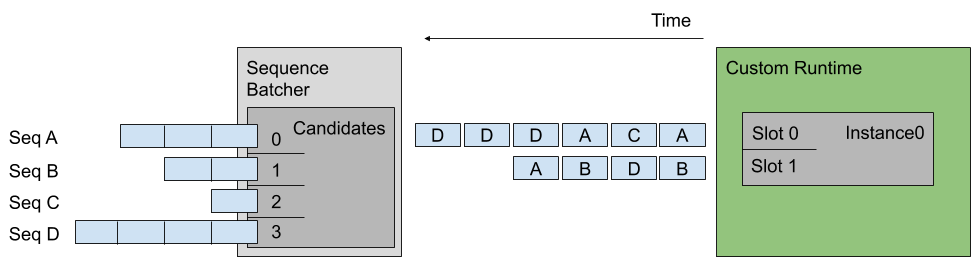 Time
Sequence
Batcher
Custom Runtime
Candidates
Seq A
0
D D D A C A
Slot 0
Instance0
Seq B
1
A B D B
Slot 1
Seq C
2
Seq D
3